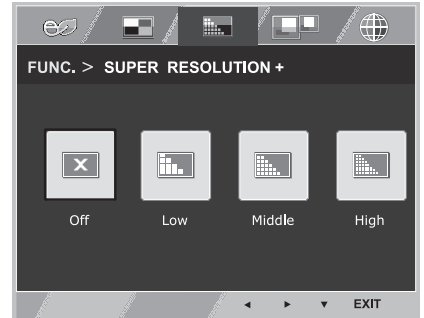 FUNC. > SUPER RESOLUTION +
Off Low Middle High
EXIT